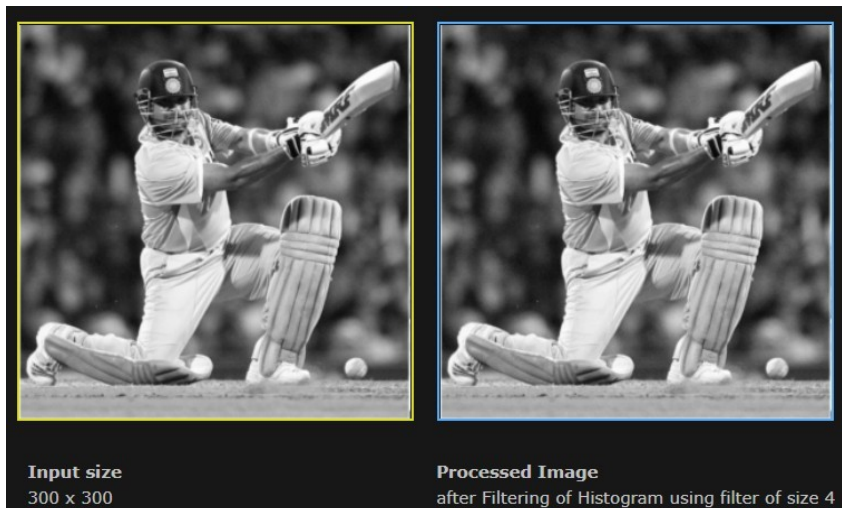 Input size
300 x 300
Processed Image
after Filtering of Histogram using filter of size 4